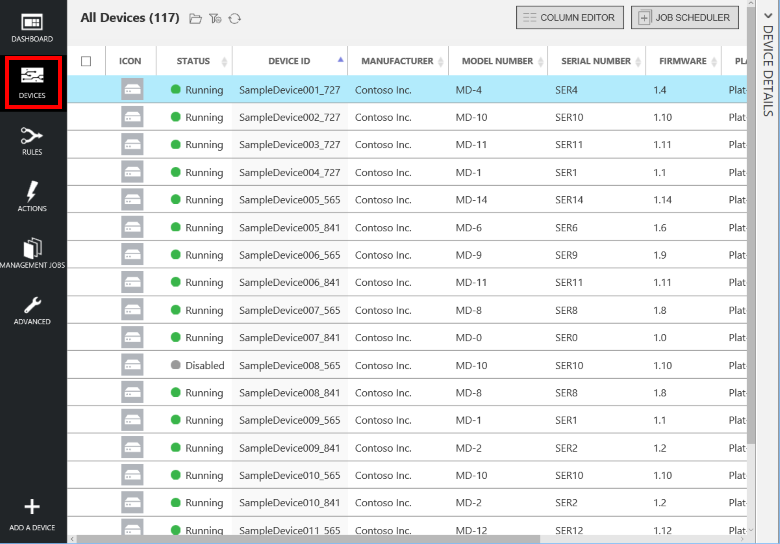 All Devices (117)
COLUMN EDITOR
JOB SCHEDULER
DASHBOARD
DEVICES
RULES
ACTIONS
MANAGEMENT JOBS
ADVANCED
ADD A DEVICE
ICON STATUS DEVICE ID MANUFACTURER MODEL NUMBER SERIAL NUMBER FIRMWARE PLA
Running SampleDevice001_727 Contoso Inc. MD-4 SER4 1.4 Plat
Running SampleDevice002_727 Contoso Inc. MD-10 SER10 1.10 Plat
Running SampleDevice003_727 Contoso Inc. MD-11 SER11 1.11 Plat
Running SampleDevice004_727 Contoso Inc. MD-1 SER1 1.1 Plat
Running SampleDevice005_565 Contoso Inc. MD-14 SER14 1.14 Plat
Running SampleDevice005_841 Contoso Inc. MD-6 SER6 1.6 Plat
Running SampleDevice006_565 Contoso Inc. MD-9 SER9 1.9 Plat
Running SampleDevice006_841 Contoso Inc. MD-11 SER11 1.11 Plat
Running SampleDevice007_565 Contoso Inc. MD-8 SER8 1.8 Plat
Running SampleDevice007_841 Contoso Inc. MD-0 SER0 1.0 Plat
Disabled SampleDevice008_565 Contoso Inc. MD-10 SER10 1.10 Plat
Running SampleDevice008_841 Contoso Inc. MD-8 SER8 1.8 Plat
Running SampleDevice009_565 Contoso Inc. MD-1 SER1 1.1 Plat
Running SampleDevice009_841 Contoso Inc. MD-2 SER2 1.2 Plat
Running SampleDevice010_565 Contoso Inc. MD-10 SER10 1.10 Plat
Running SampleDevice010_841 Contoso Inc. MD-2 SER2 1.2 Plat
Running SampleDevice011_565 Contoso Inc. MD-12 SER12 1.12 Plat
DEVICE DETAILS